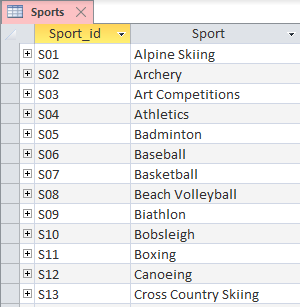 Sports
Sport_id Sport
S01 Alpine Skiing
S02 Archery
S03 Art Competitions
S04 Athletics
S05 Badminton
S06 Baseball
S07 Basketball
S08 Beach Volleyball
S09 Biathlon
S10 Bobsleigh
S11 Boxing
S12 Canoeing
S13 Cross Country Skiing